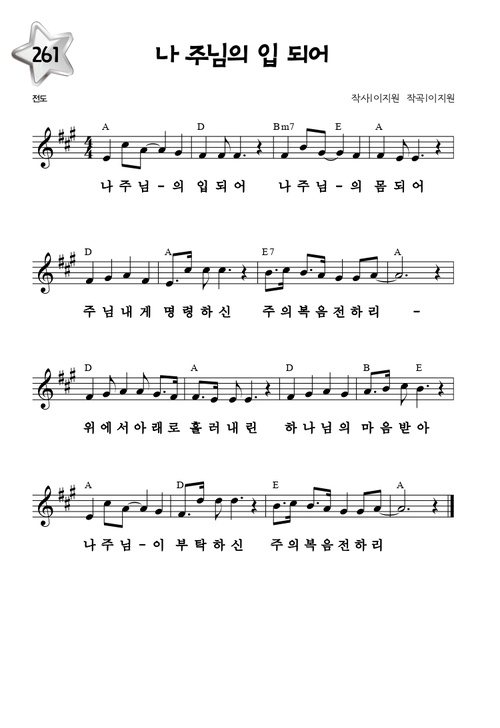 261
나 주님의 입 되어
전도 작사|이지원 작곡|이지원
A D Bm7 E A
4/4
나 주 님 - 의 입 되 어 나 주 님 - 의 몸 되 어
D A E7 A
주 님 내 게 명 령 하 신 주 의 복 음 전 하 리 -
D A D B E
위 에 서 아 래 로 흘 러 내 린 하 나 님 의 마 음 받 아
A D E A
나 주 님 - 이 부 탁 하 신 주 의 복 음 전 하 리